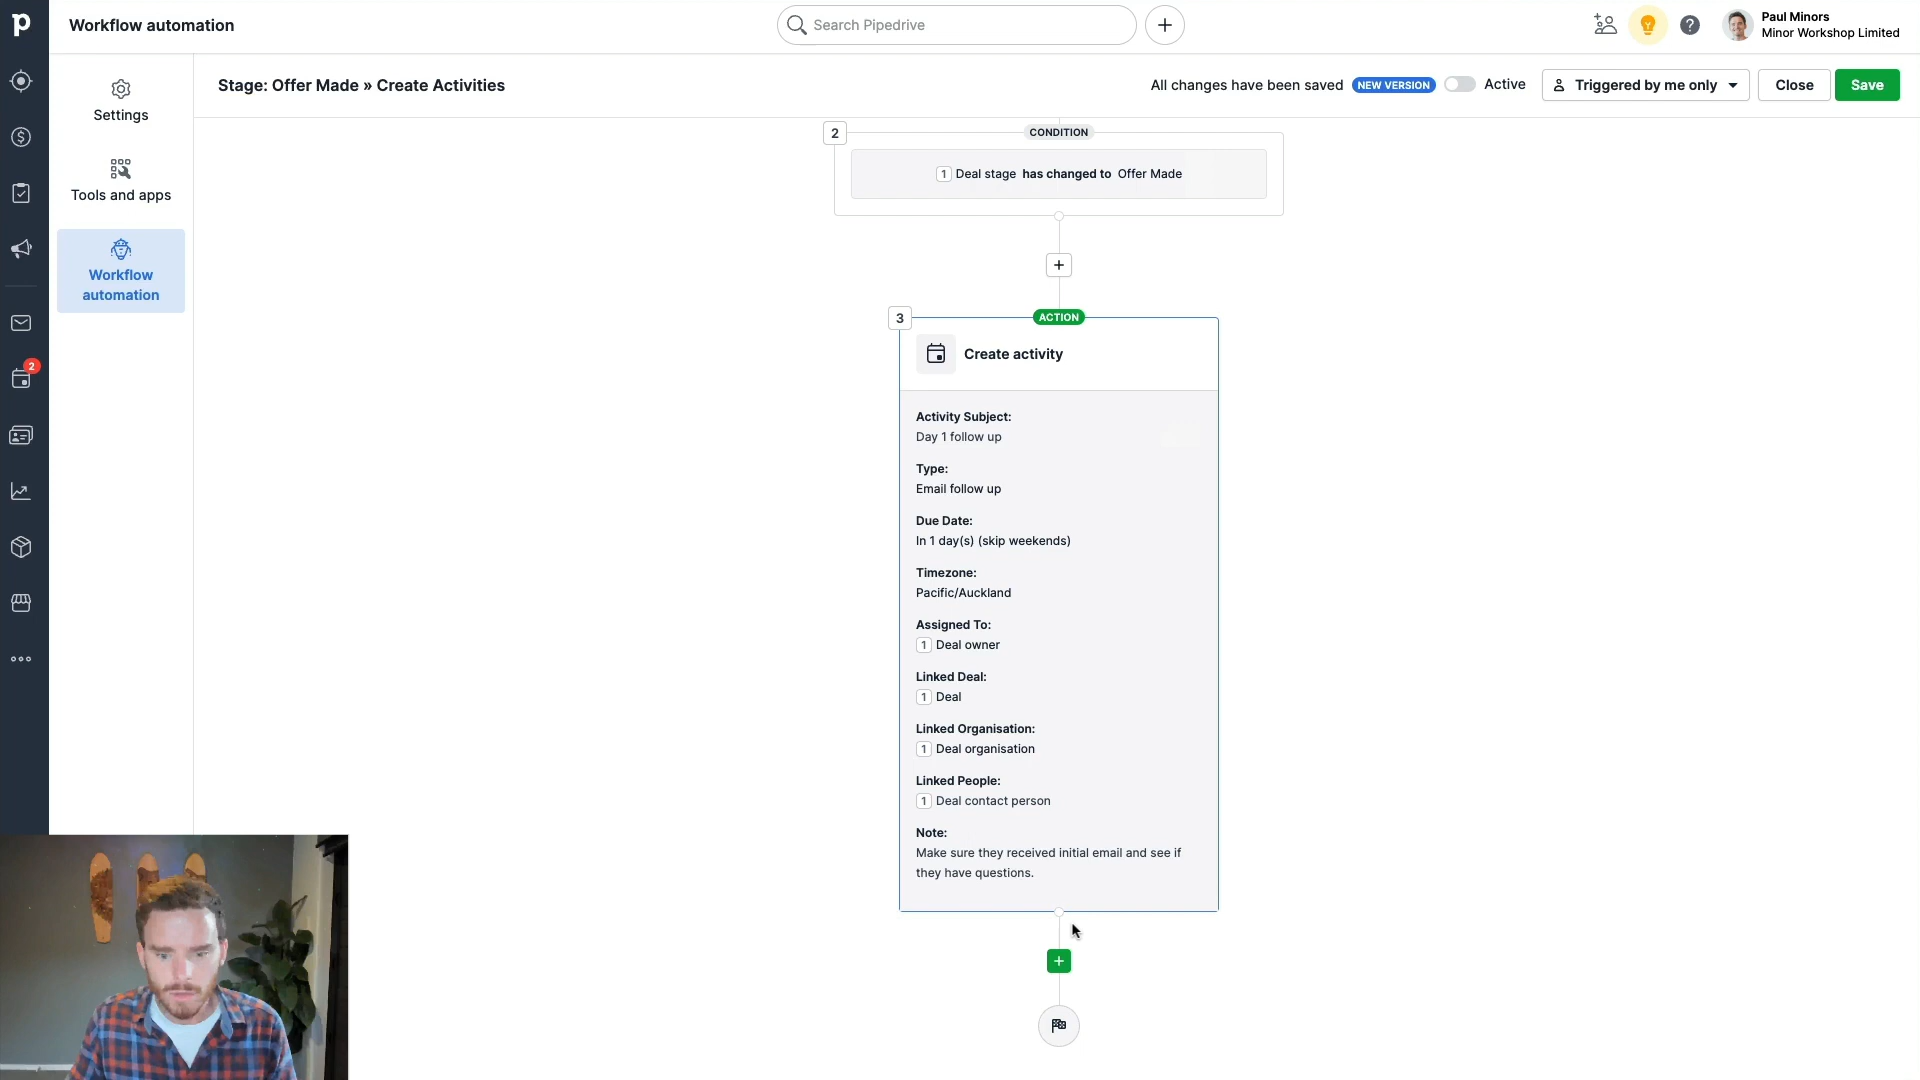 p
Workflow automation
Search Pipedrive
Paul Minors
Minor Workshop Limited
Settings
Tools and apps
Workflow
automation
2
Stage: Offer Made » Create Activities
All changes have been saved
NEW VERSION
Active
Triggered by me only
Close
Save
2
CONDITION
1 Deal stage has changed to Offer Made
3
ACTION
Create activity
Activity Subject:
Day 1 follow up
Type:
Email follow up
Due Date:
In 1 day(s) (skip weekends)
Timezone:
Pacific/Auckland
Assigned To:
1 Deal owner
Linked Deal:
1 Deal
Linked Organisation:
1 Deal organisation
Linked People:
1 Deal contact person
Note:
Make sure they received initial email and see if
they have questions.